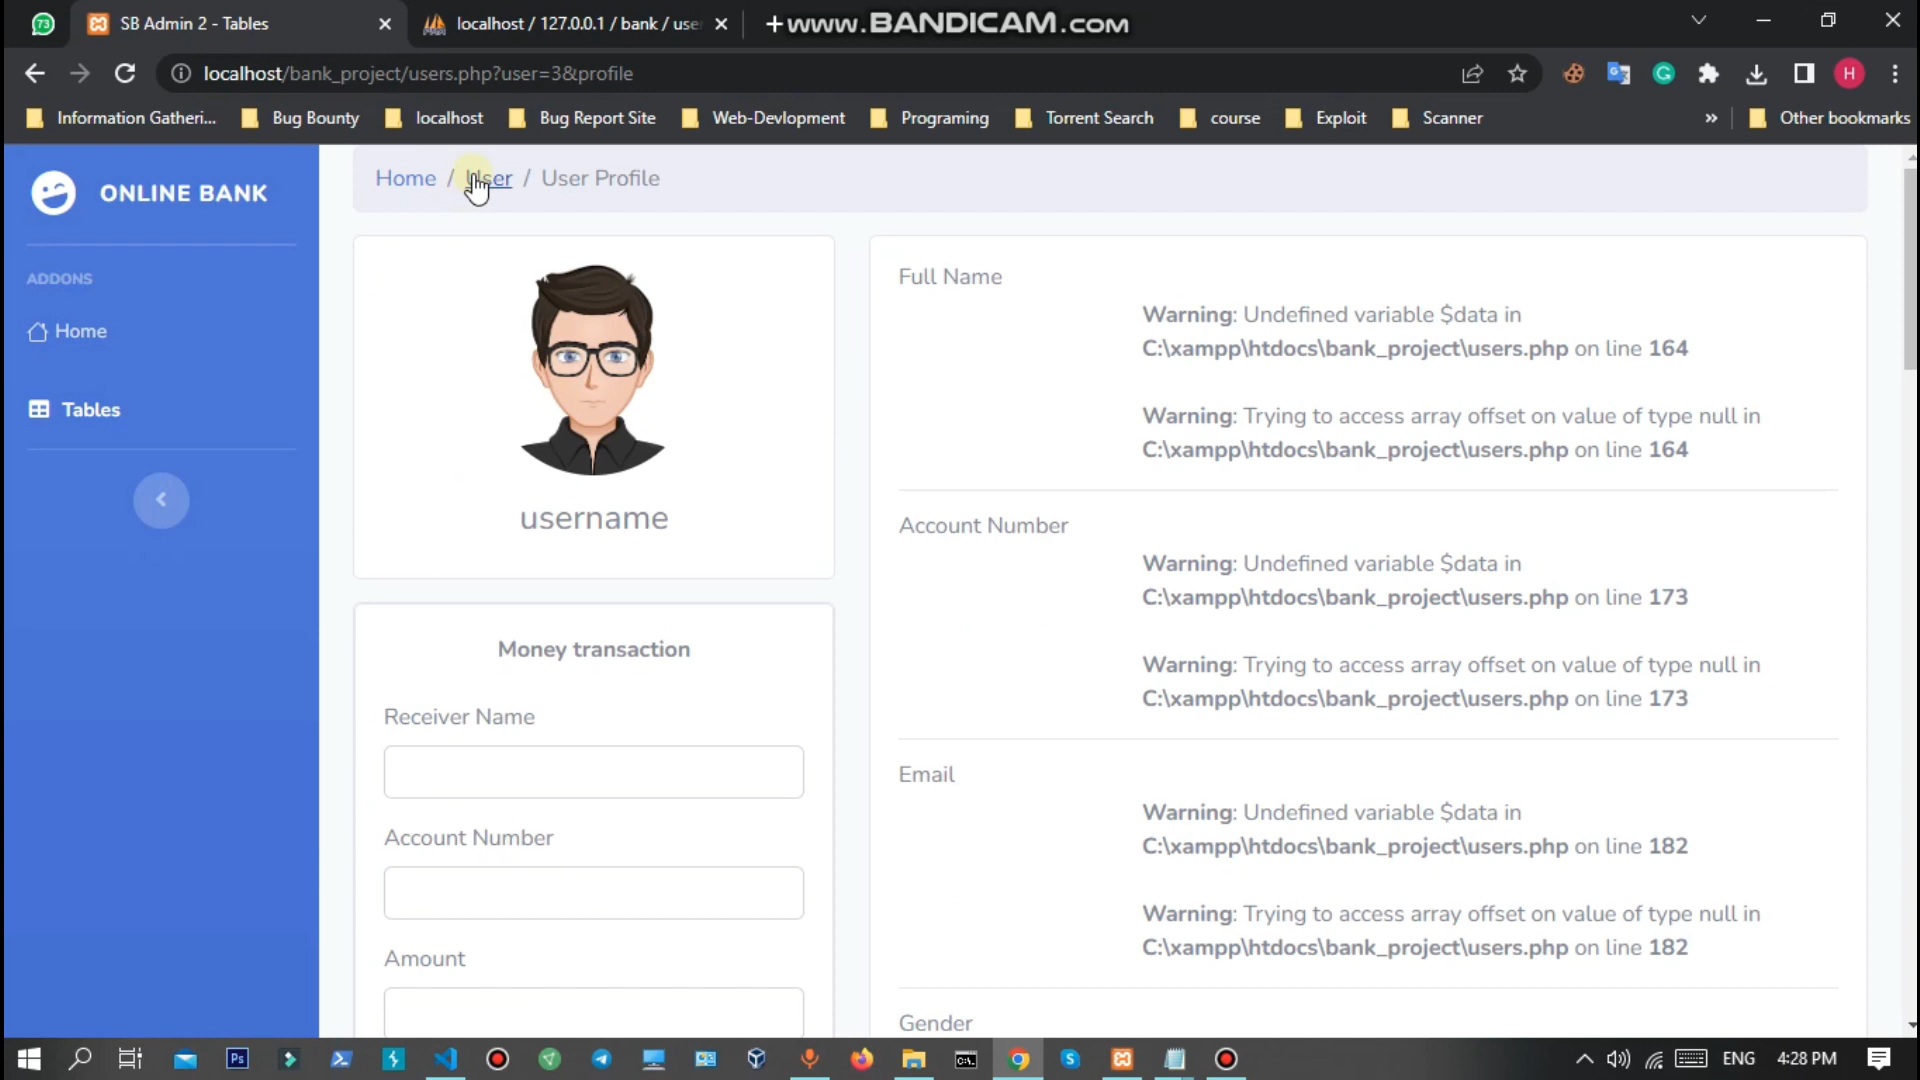 73
SB Admin 2 - Tables
localhost / 127.0.0.1 / bank / use
www.BANDICAM.com
localhost/bank_project/users.php?user=3&profile
H
Information Gatheri...
Bug Bounty
localhost
Bug Report Site
Web-Devlopment
Programing
Torrent Search
course
Exploit
Scanner
»
Other bookmarks
ONLINE BANK
ADDONS
Home
Tables
Home / User / User Profile
username
Money transaction
Receiver Name
Account Number
Amount
Full Name
Warning: Undefined variable $data in
C:\xampp\htdocs\bank_project\users.php on line 164
Warning: Trying to access array offset on value of type null in
C:\xampp\htdocs\bank_project\users.php on line 164
Account Number
Warning: Undefined variable $data in
C:\xampp\htdocs\bank_project\users.php on line 173
Warning: Trying to access array offset on value of type null in
C:\xampp\htdocs\bank_project\users.php on line 173
Email
Warning: Undefined variable $data in
C:\xampp\htdocs\bank_project\users.php on line 182
Warning: Trying to access array offset on value of type null in
C:\xampp\htdocs\bank_project\users.php on line 182
Gender
Ps
ENG
4:28 PM